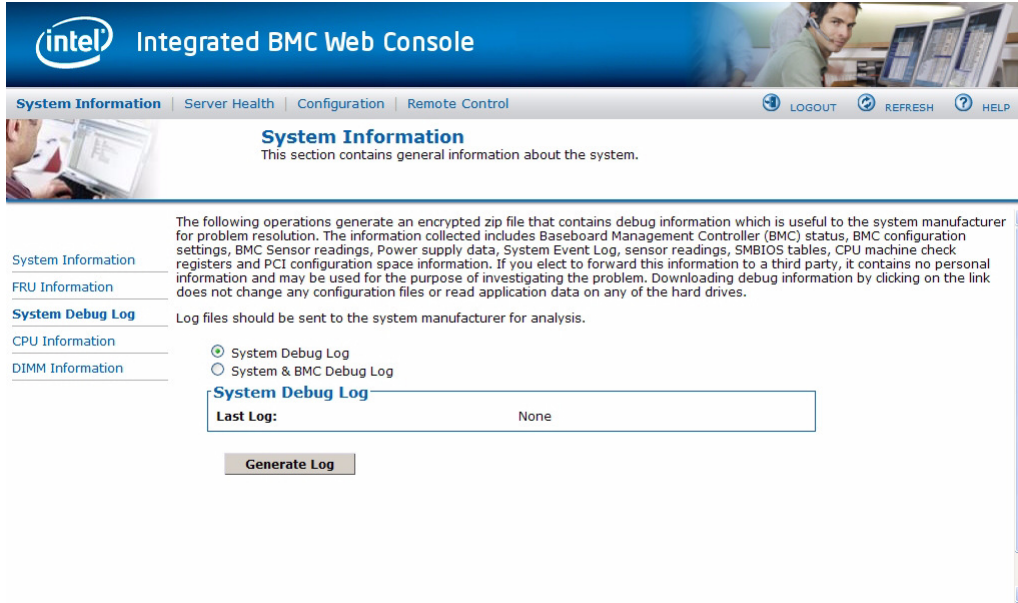 intel Integrated BMC Web Console
System Information | Server Health | Configuration | Remote Control LOGOUT REFRESH ? HELP
System Information
This section contains general information about the system.
The following operations generate an encrypted zip file that contains debug information which is useful to the system manufacturer
for problem resolution. The information collected includes Baseboard Management Controller (BMC) status, BMC configuration
settings, BMC Sensor readings, Power supply data, System Event Log, sensor readings, SMBIOS tables, CPU machine check
registers and PCI configuration space information. If you elect to forward this information to a third party, it contains no personal
information and may be used for the purpose of investigating the problem. Downloading debug information by clicking on the link
does not change any configuration files or read application data on any of the hard drives.
Log files should be sent to the system manufacturer for analysis.
System Information
FRU Information
System Debug Log
CPU Information
DIMM Information
System Debug Log
System & BMC Debug Log
System Debug Log
Last Log: None
Generate Log